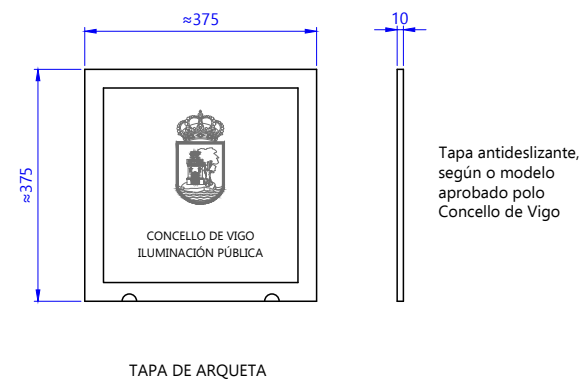 ≈375
10
≈375
Tapa antideslizante,
según o modelo
aprobado polo
Concello de Vigo
CONCELLO DE VIGO
ILUMINACIÓN PÚBLICA
TAPA DE ARQUETA